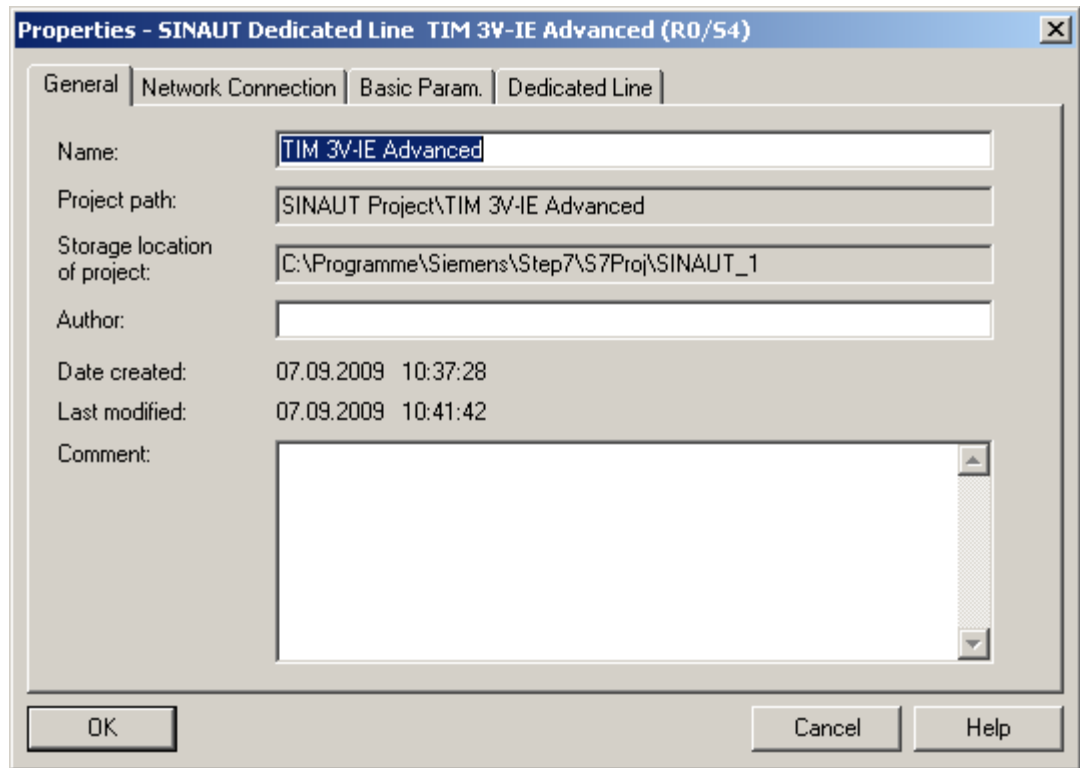 Properties - SINAUT Dedicated Line TIM 3V-IE Advanced (R0/S4)
General Network Connection Basic Param. Dedicated Line
Name: TIM 3V-IE Advanced
Project path: SINAUT Project\TIM 3V-IE Advanced
Storage location
of project: C:\Programme\Siemens\Step7\S7Proj\SINAUT_1
Author:
Date created: 07.09.2009 10:37:28
Last modified: 07.09.2009 10:41:42
Comment:
OK Cancel Help